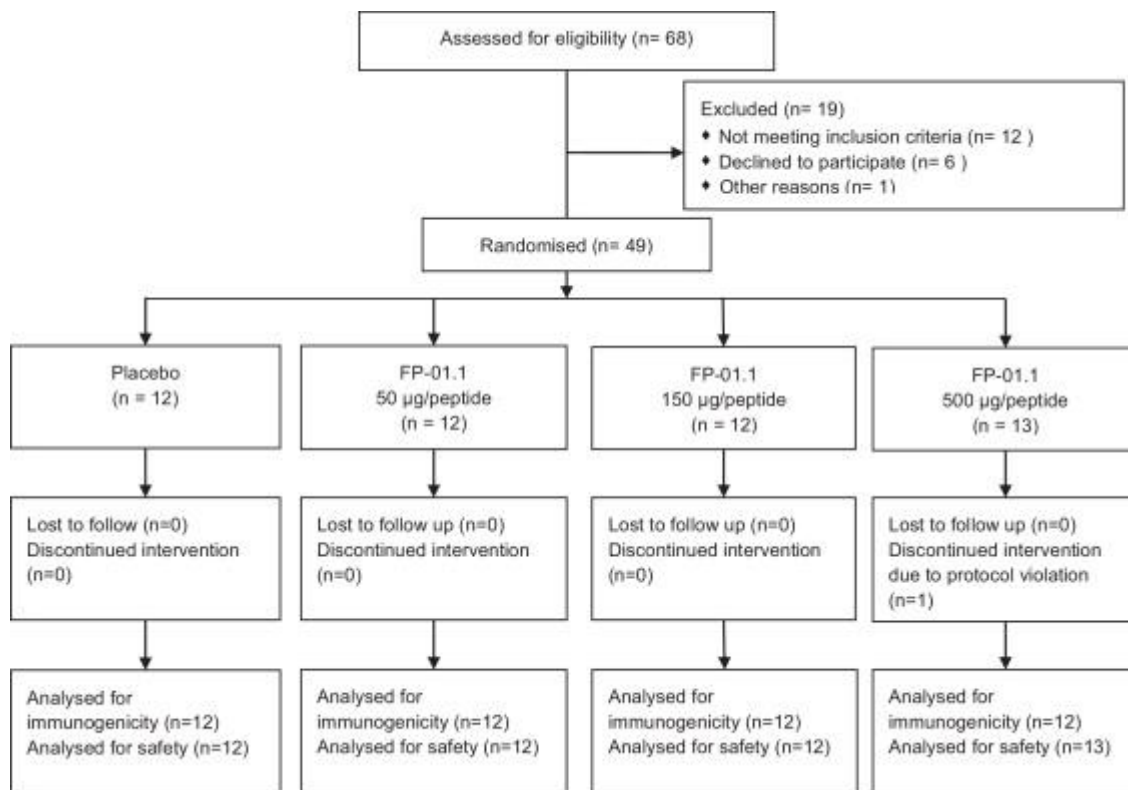 Assessed for eligibility (n= 68)
Excluded (n= 19)
♦ Not meeting inclusion criteria (n= 12 )
♦ Declined to participate (n= 6 )
♦ Other reasons (n= 1)
Randomised (n= 49)
Placebo
(n = 12)
FP-01.1
50 µg/peptide
(n = 12)
FP-01.1
150 µg/peptide
(n = 12)
FP-01.1
500 µg/peptide
(n = 13)
Lost to follow (n=0)
Discontinued intervention
(n=0)
Lost to follow up (n=0)
Discontinued intervention
(n=0)
Lost to follow up (n=0)
Discontinued intervention
(n=0)
Lost to follow up (n=0)
Discontinued intervention
due to protocol violation
(n=1)
Analysed for
immunogenicity (n=12)
Analysed for safety (n=12)
Analysed for
immunogenicity (n=12)
Analysed for safety (n=12)
Analysed for
immunogenicity (n=12)
Analysed for safety (n=12)
Analysed for
immunogenicity (n=12)
Analysed for safety (n=13)